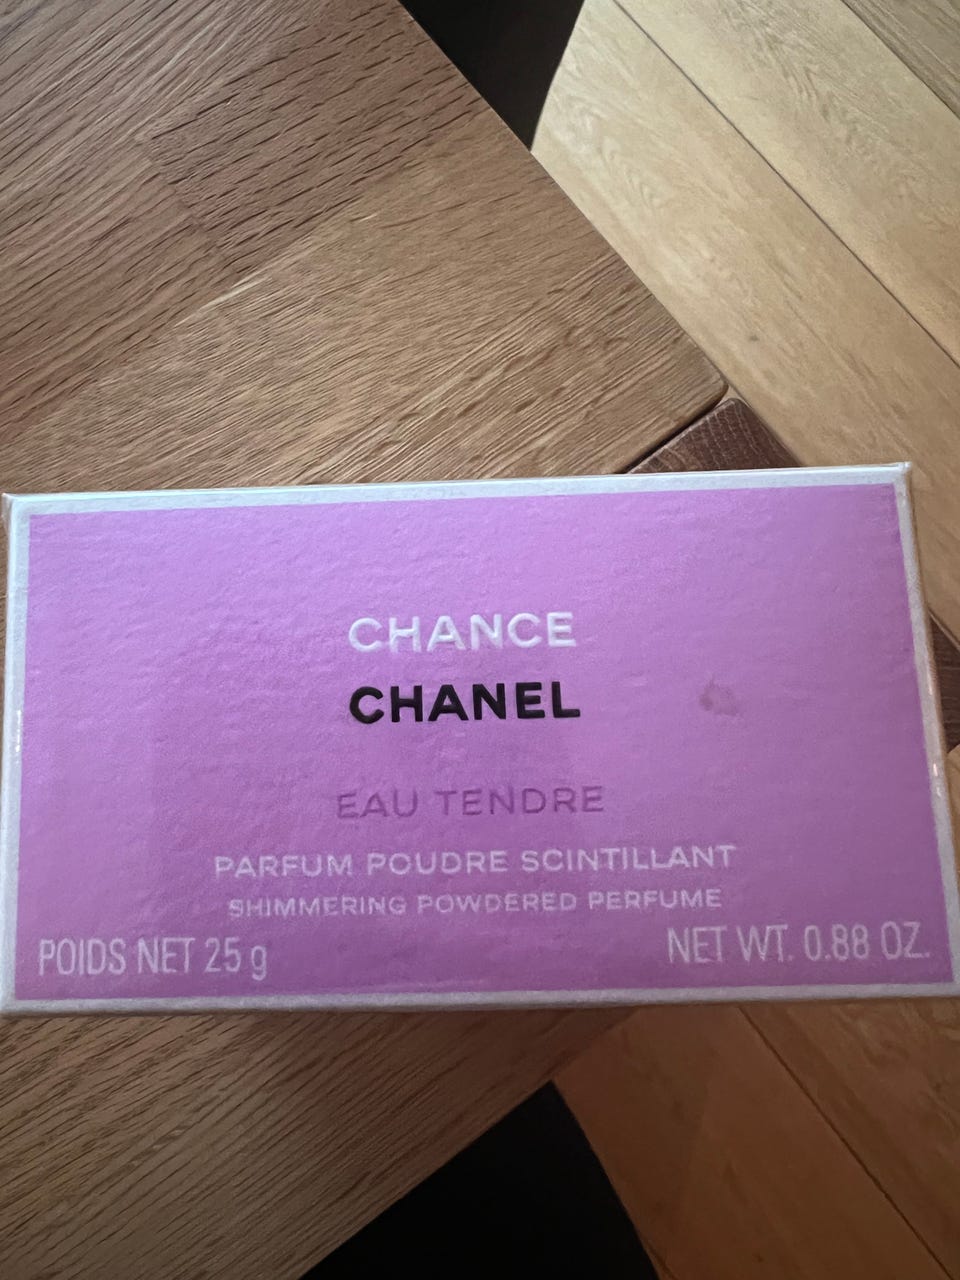 CHANCE
CHANEL
EAU TENDRE
PARFUM POUDRE SCINTILLANT
SHIMMERING POWDERED PERFUME
POIDS NET 25 g NET WT. 0.88 OZ.